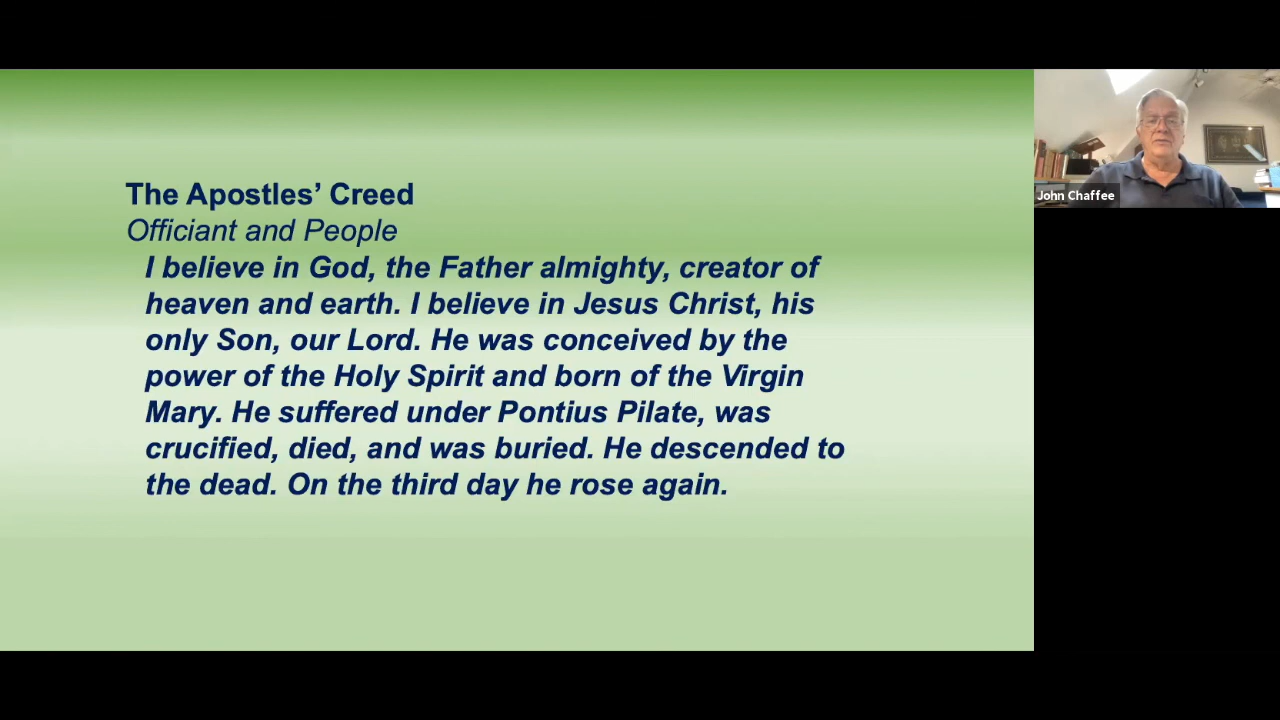 The Apostles’ Creed
Officiant and People
I believe in God, the Father almighty, creator of
heaven and earth. I believe in Jesus Christ, his
only Son, our Lord. He was conceived by the
power of the Holy Spirit and born of the Virgin
Mary. He suffered under Pontius Pilate, was
crucified, died, and was buried. He descended to
the dead. On the third day he rose again.
John Chaffee